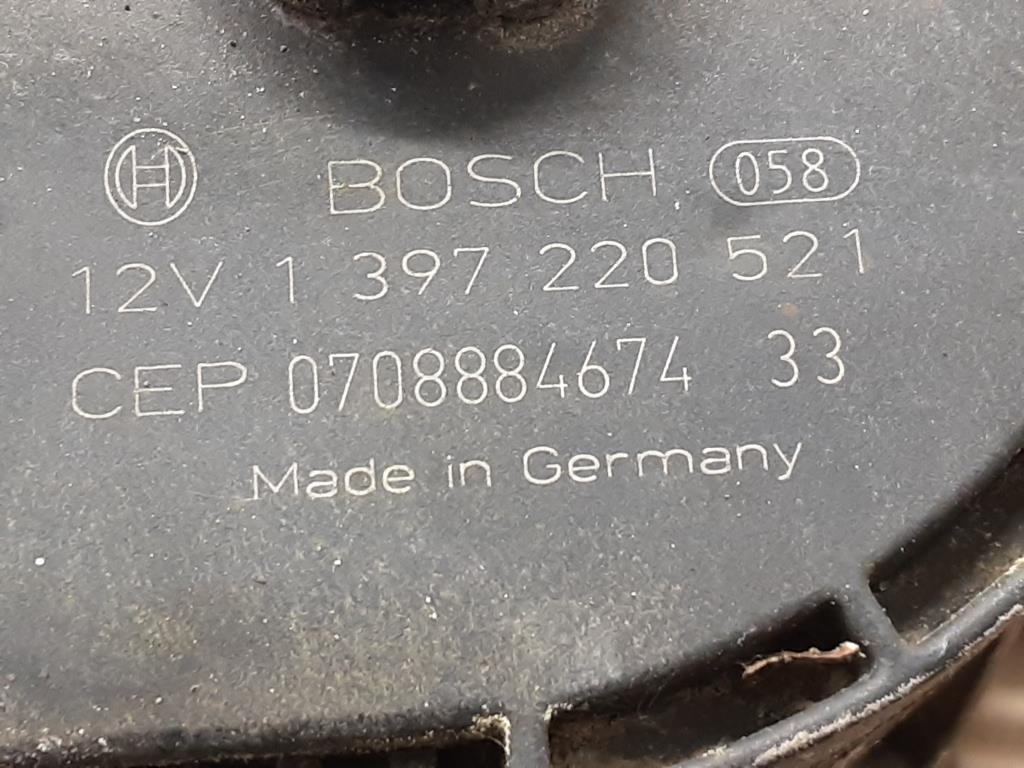 BOSCH 058
12V 1 397 220 521
CEP 0708884674 33
Made in Germany